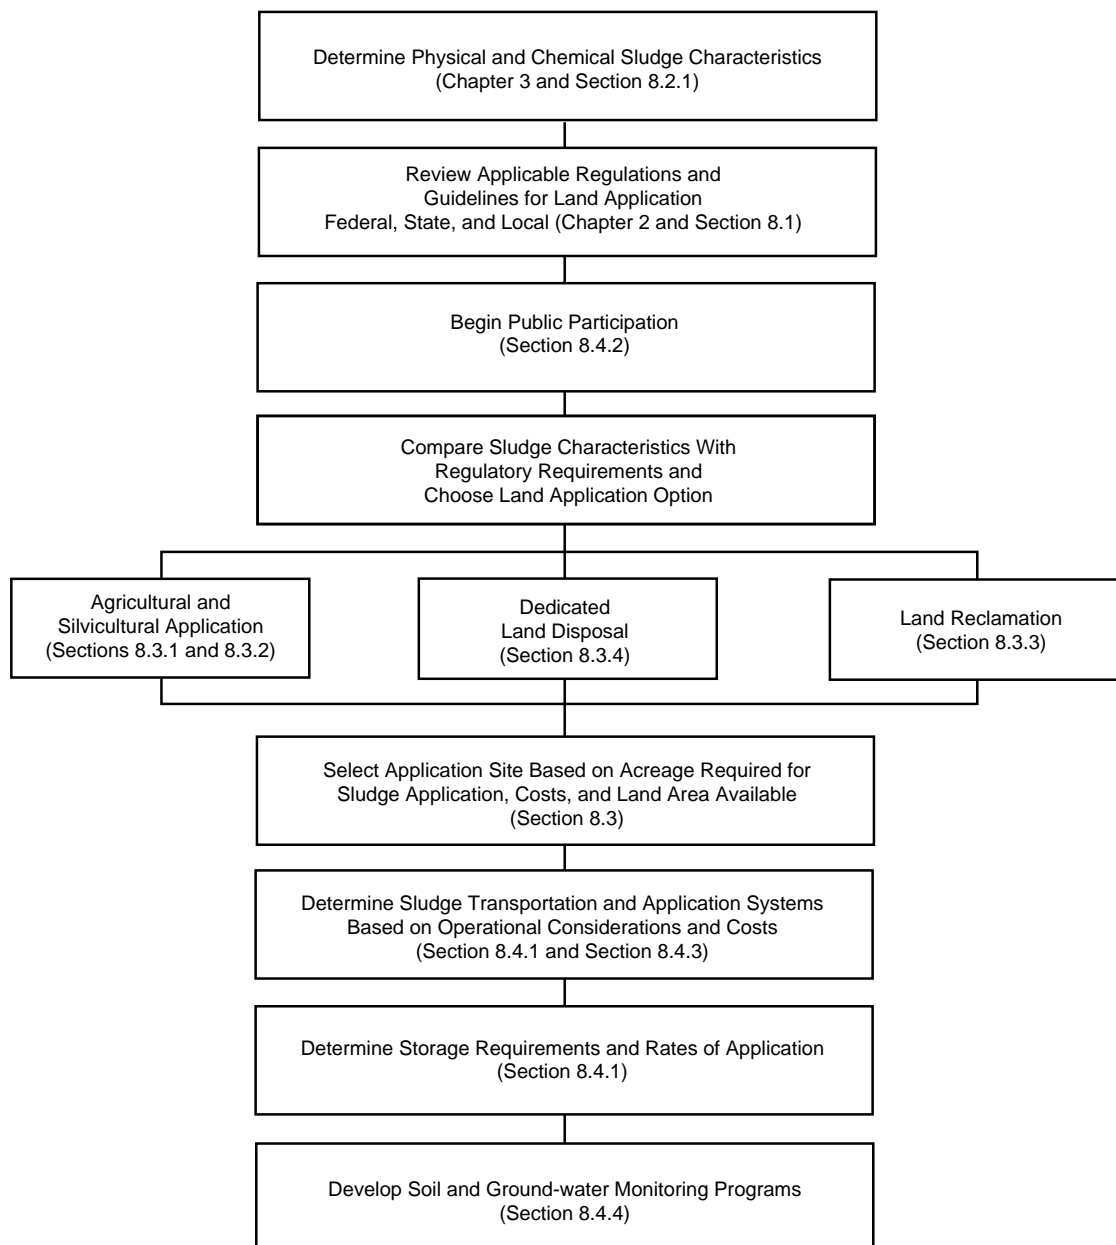 Determine Physical and Chemical Sludge Characteristics
(Chapter 3 and Section 8.2.1)
Review Applicable Regulations and
Guidelines for Land Application
Federal, State, and Local (Chapter 2 and Section 8.1)
Begin Public Participation
(Section 8.4.2)
Compare Sludge Characteristics With
Regulatory Requirements and
Choose Land Application Option
Agricultural and
Silvicultural Application
(Sections 8.3.1 and 8.3.2)
Dedicated
Land Disposal
(Section 8.3.4)
Land Reclamation
(Section 8.3.3)
Select Application Site Based on Acreage Required for
Sludge Application, Costs, and Land Area Available
(Section 8.3)
Determine Sludge Transportation and Application Systems
Based on Operational Considerations and Costs
(Section 8.4.1 and Section 8.4.3)
Determine Storage Requirements and Rates of Application
(Section 8.4.1)
Develop Soil and Ground-water Monitoring Programs
(Section 8.4.4)